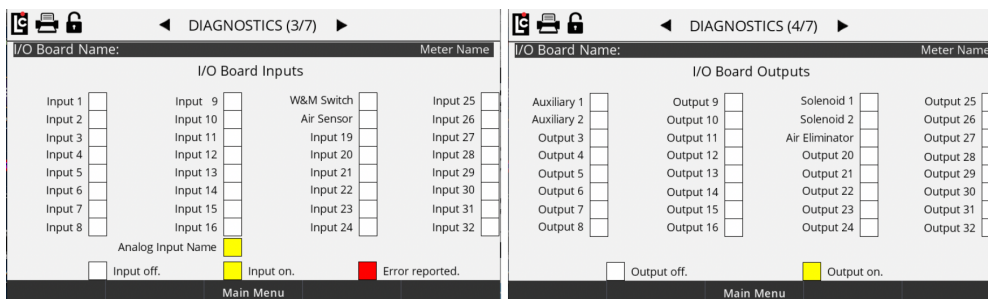 LC DIAGNOSTICS (3/7)
I/O Board Name: Meter Name
I/O Board Inputs
Input 1 Input 9 W&M Switch Input 25
Input 2 Input 10 Air Sensor Input 26
Input 3 Input 11 Input 19 Input 27
Input 4 Input 12 Input 20 Input 28
Input 5 Input 13 Input 21 Input 29
Input 6 Input 14 Input 22 Input 30
Input 7 Input 15 Input 23 Input 31
Input 8 Input 16 Input 24 Input 32
Analog Input Name
Input off. Input on. Error reported.
Main Menu
LC DIAGNOSTICS (4/7)
I/O Board Name: Meter Name
I/O Board Outputs
Auxiliary 1 Output 9 Solenoid 1 Output 25
Auxiliary 2 Output 10 Solenoid 2 Output 26
Output 3 Output 11 Air Eliminator Output 27
Output 4 Output 12 Output 20 Output 28
Output 5 Output 13 Output 21 Output 29
Output 6 Output 14 Output 22 Output 30
Output 7 Output 15 Output 23 Output 31
Output 8 Output 16 Output 24 Output 32
Output off. Output on.
Main Menu